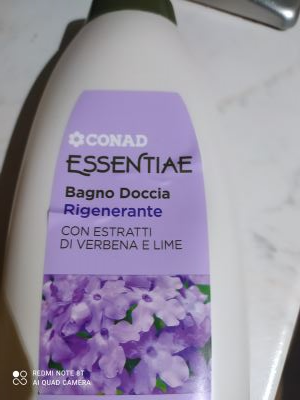 CONAD
ESSENTIAE
Bagno Doccia
Rigenerante
CON ESTRATTI
DI VERBENA E LIME
REDMI NOTE 8T
AI QUAD CAMERA